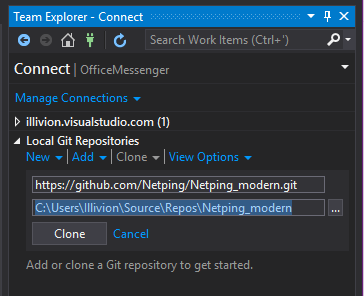 Team Explorer - Connect
Search Work Items (Ctrl+')
Connect | OfficeMessenger
Manage Connections
illivion.visualstudio.com (1)
Local Git Repositories
New | Add | Clone | View Options
https://github.com/Netping/Netping_modern.git
C:\Users\Illivion\Source\Repos\Netping_modern
...
Clone Cancel
Add or clone a Git repository to get started.